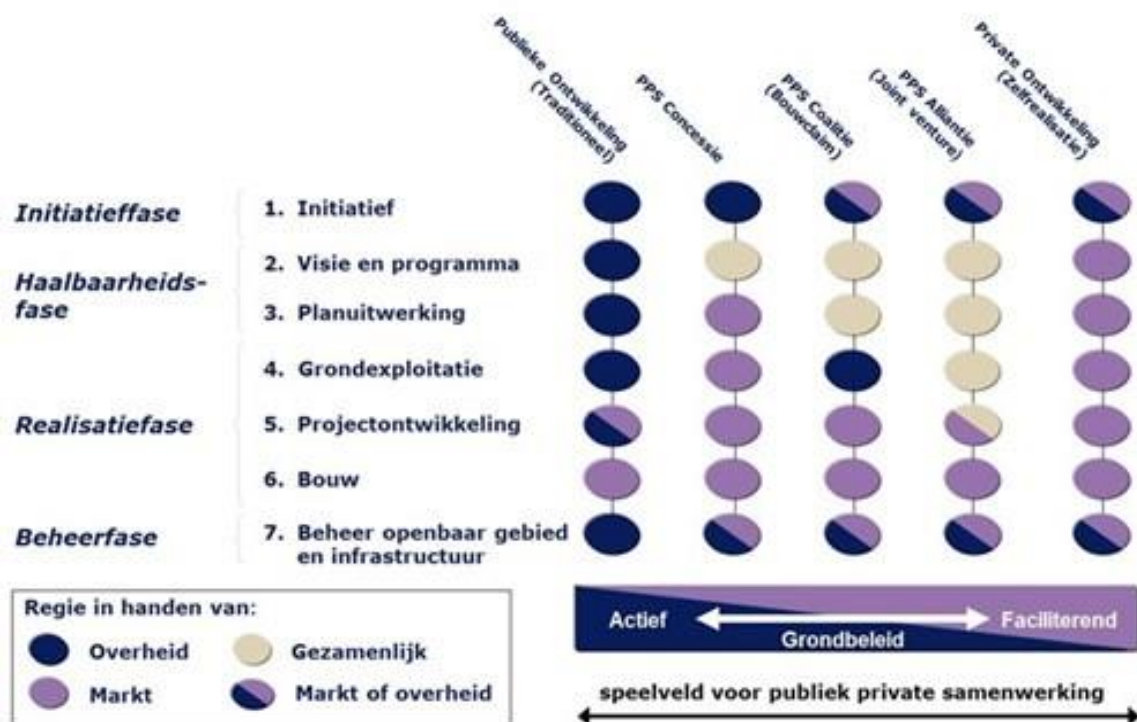 Publieke Ontwikkeling
(Traditioneel)
PPS Concessie
PPS Coalitie
(Bouwclaim)
PPS Alliantie
(Joint venture)
Private Ontwikkeling
(Zelfrealisatie)
Initiatieffase
1. Initiatief
Haalbaarheids-
fase
2. Visie en programma
3. Planuitwerking
Realisatiefase
4. Grondexploitatie
5. Projectontwikkeling
6. Bouw
Beheerfase
7. Beheer openbaar gebied
en infrastructuur
Regie in handen van:
Overheid
Gezamenlijk
Markt
Markt of overheid
Actief
Faciliterend
Grondbeleid
speelveld voor publiek private samenwerking